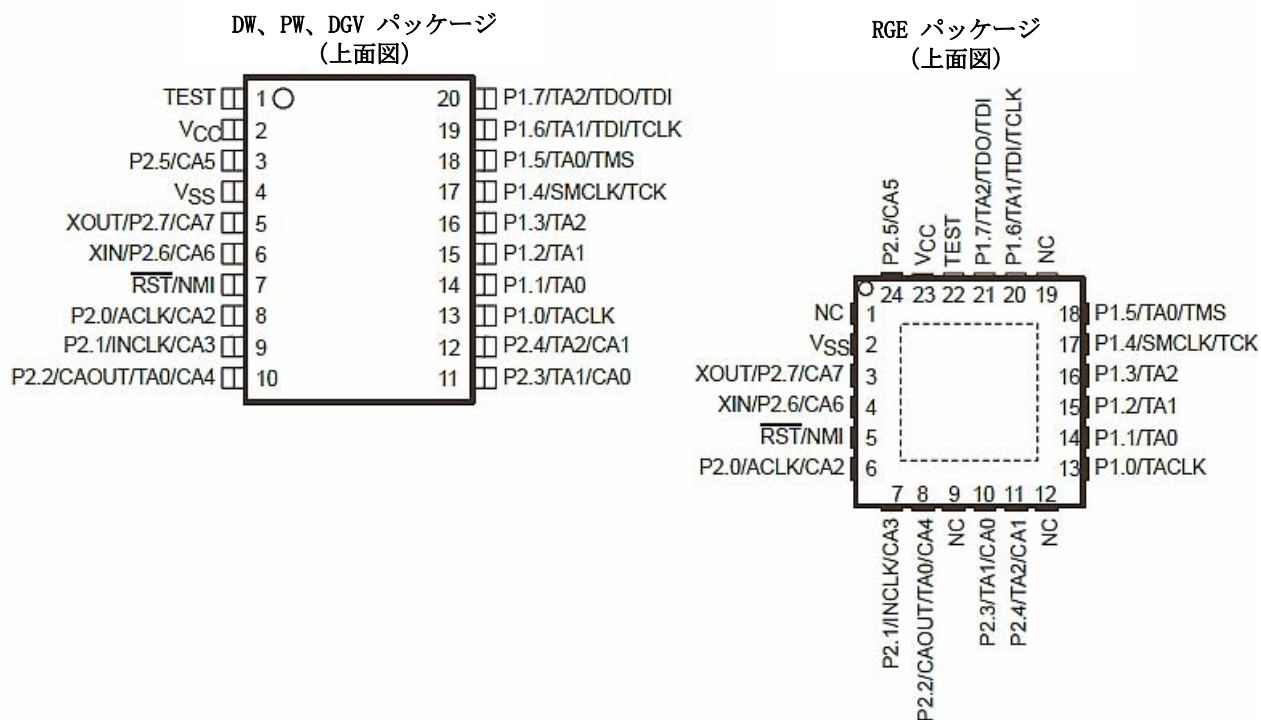 DW、PW、DGV パッケージ
(上面図)
TEST 1 20 P1.7/TA2/TDO/TDI
VCC 2 19 P1.6/TA1/TDI/TCLK
P2.5/CA5 3 18 P1.5/TA0/TMS
VSS 4 17 P1.4/SMCLK/TCK
XOUT/P2.7/CA7 5 16 P1.3/TA2
XIN/P2.6/CA6 6 15 P1.2/TA1
RST/NMI 7 14 P1.1/TA0
P2.0/ACLK/CA2 8 13 P1.0/TACLK
P2.1/INCLK/CA3 9 12 P2.4/TA2/CA1
P2.2/CAOUT/TA0/CA4 10 11 P2.3/TA1/CA0
RGE パッケージ
(上面図)
P2.5/CA5
VCC
TEST
P1.7/TA2/TDO/TDI
P1.6/TA1/TDI/TCLK
NC
24 23 22 21 20 19
NC 1 18 P1.5/TA0/TMS
VSS 2 17 P1.4/SMCLK/TCK
XOUT/P2.7/CA7 3 16 P1.3/TA2
XIN/P2.6/CA6 4 15 P1.2/TA1
RST/NMI 5 14 P1.1/TA0
P2.0/ACLK/CA2 6 13 P1.0/TACLK
7 8 9 10 11 12
P2.1/INCLK/CA3
P2.2/CAOUT/TA0/CA4
NC
P2.3/TA1/CA0
P2.4/TA2/CA1
NC